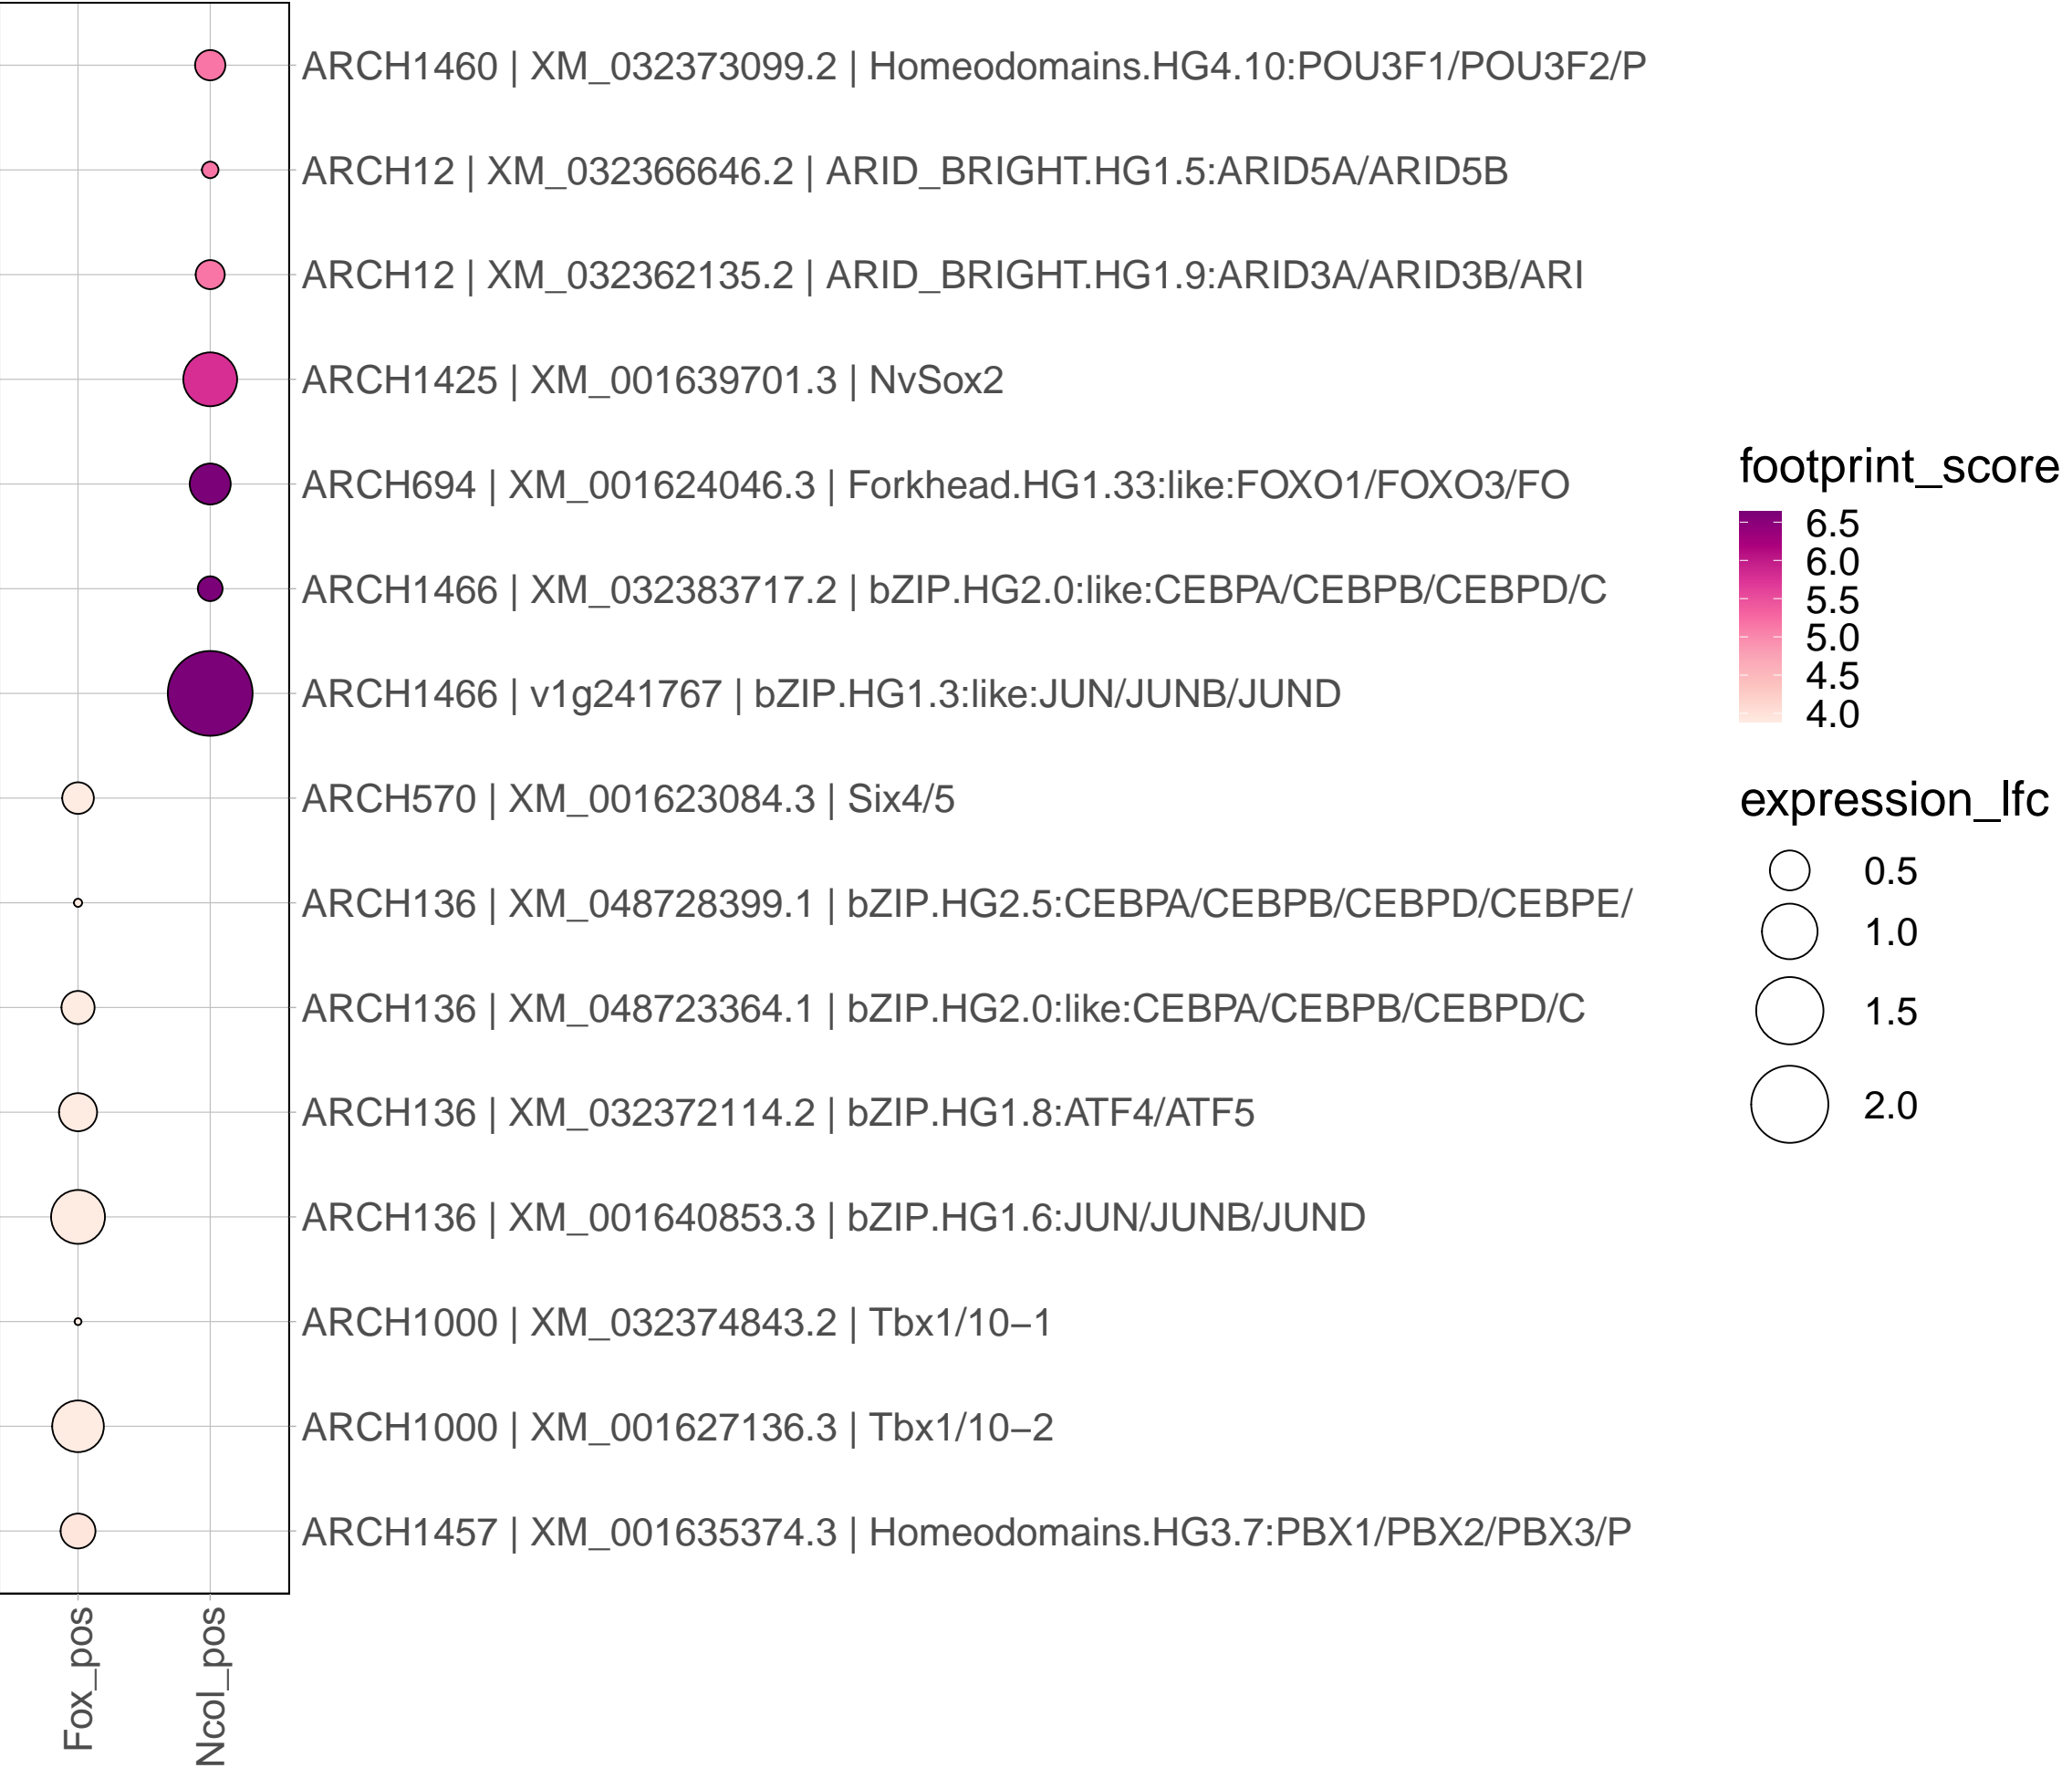 ARCH1460 | XM_032373099.2 | Homeodomains.HG4.10:POU3F1/POU3F2/P
ARCH12 | XM_032366646.2 | ARID_BRIGHT.HG1.5:ARID5A/ARID5B
ARCH12 | XM_032362135.2 | ARID_BRIGHT.HG1.9:ARID3A/ARID3B/ARI
ARCH1425 | XM_001639701.3 | NvSox2
ARCH694 | XM_001624046.3 | Forkhead.HG1.33:like:FOXO1/FOXO3/FO
ARCH1466 | XM_032383717.2 | bZIP.HG2.0:like:CEBPA/CEBPB/CEBPD/C
ARCH1466 | v1g241767 | bZIP.HG1.3:like:JUN/JUNB/JUND
ARCH570 | XM_001623084.3 | Six4/5
ARCH136 | XM_048728399.1 | bZIP.HG2.5:CEBPA/CEBPB/CEBPD/CEBPE/
ARCH136 | XM_048723364.1 | bZIP.HG2.0:like:CEBPA/CEBPB/CEBPD/C
ARCH136 | XM_032372114.2 | bZIP.HG1.8:ATF4/ATF5
ARCH136 | XM_001640853.3 | bZIP.HG1.6:JUN/JUNB/JUND
ARCH1000 | XM_032374843.2 | Tbx1/10−1
ARCH1000 | XM_001627136.3 | Tbx1/10−2
ARCH1457 | XM_001635374.3 | Homeodomains.HG3.7:PBX1/PBX2/PBX3/P
Fox_pos
Ncol_pos
footprint_score
6.5
6.0
5.5
5.0
4.5
4.0
expression_lfc
0.5
1.0
1.5
2.0